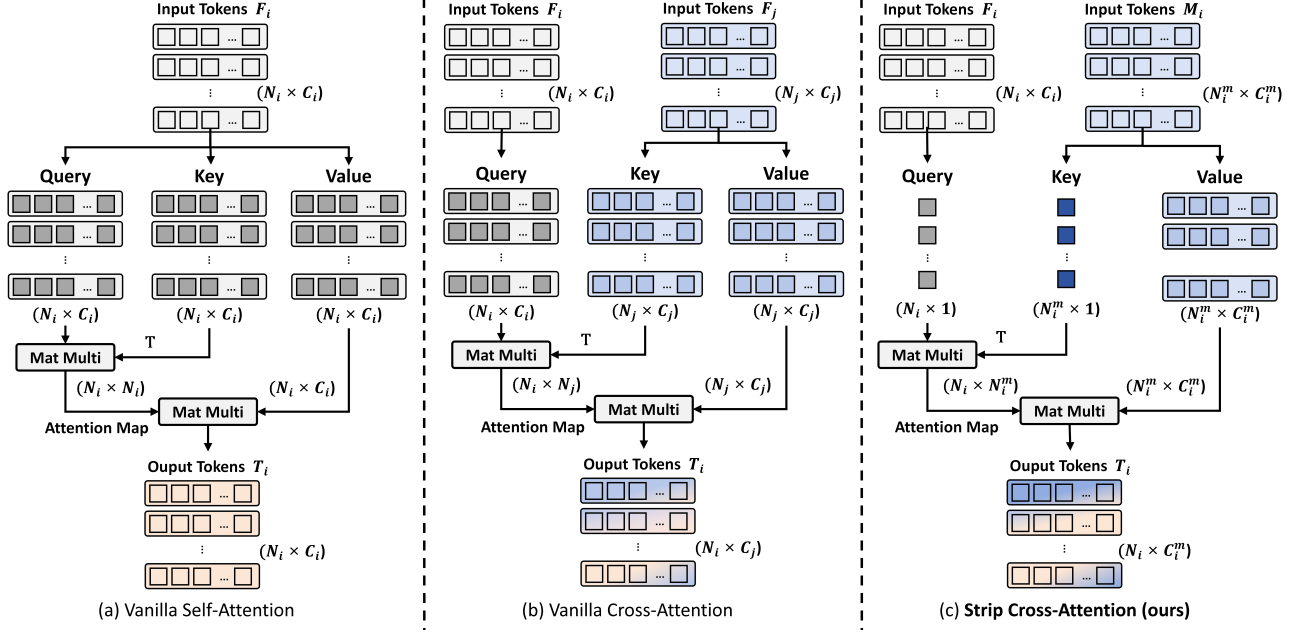 Input Tokens F_i
...
...
⋮
(N_i × C_i)
...
Query
Key
Value
...
...
...
...
...
...
⋮
⋮
⋮
...
...
...
(N_i × C_i)
(N_i × C_i)
(N_i × C_i)
T
Mat Multi
(N_i × N_i)
(N_i × C_i)
Mat Multi
Attention Map
Ouput Tokens T_i
...
...
⋮
(N_i × C_i)
...
(a) Vanilla Self-Attention
Input Tokens F_i
Input Tokens F_j
...
...
...
...
⋮
(N_i × C_i)
⋮
(N_j × C_j)
...
...
Query
Key
Value
...
...
...
...
...
...
⋮
⋮
⋮
...
...
...
(N_i × C_i)
(N_j × C_j)
(N_j × C_j)
T
Mat Multi
(N_i × N_j)
(N_j × C_j)
Mat Multi
Attention Map
Ouput Tokens T_i
...
...
⋮
(N_i × C_j)
...
(b) Vanilla Cross-Attention
Input Tokens F_i
Input Tokens M_i
...
...
...
...
⋮
(N_i × C_i)
⋮
(N_i^m × C_i^m)
...
...
Query
Key
Value
...
...
⋮
⋮
...
(N_i × 1)
(N_i^m × 1)
(N_i^m × C_i^m)
T
Mat Multi
(N_i × N_i^m)
(N_i^m × C_i^m)
Mat Multi
Attention Map
Ouput Tokens T_i
...
...
⋮
(N_i × C_i^m)
...
(c) Strip Cross-Attention (ours)